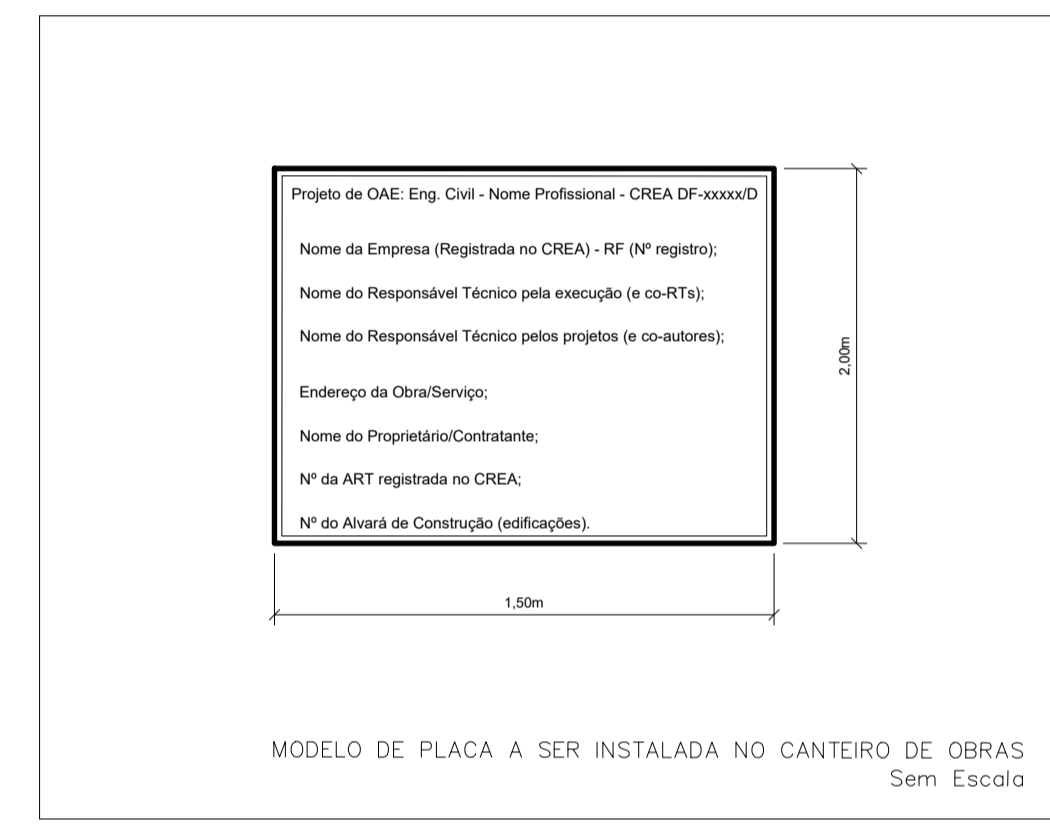 Projeto de OAE: Eng. Civil - Nome Profissional - CREA DF-xxxxx/D
Nome da Empresa (Registrada no CREA) - RF (Nº registro);
Nome do Responsável Técnico pela execução (e co-RTs);
Nome do Responsável Técnico pelos projetos (e co-autores);
Endereço da Obra/Serviço;
Nome do Proprietário/Contratante;
Nº da ART registrada no CREA;
Nº do Alvará de Construção (edificações).
2,00m
1,50m
MODELO DE PLACA A SER INSTALADA NO CANTEIRO DE OBRAS
Sem Escala